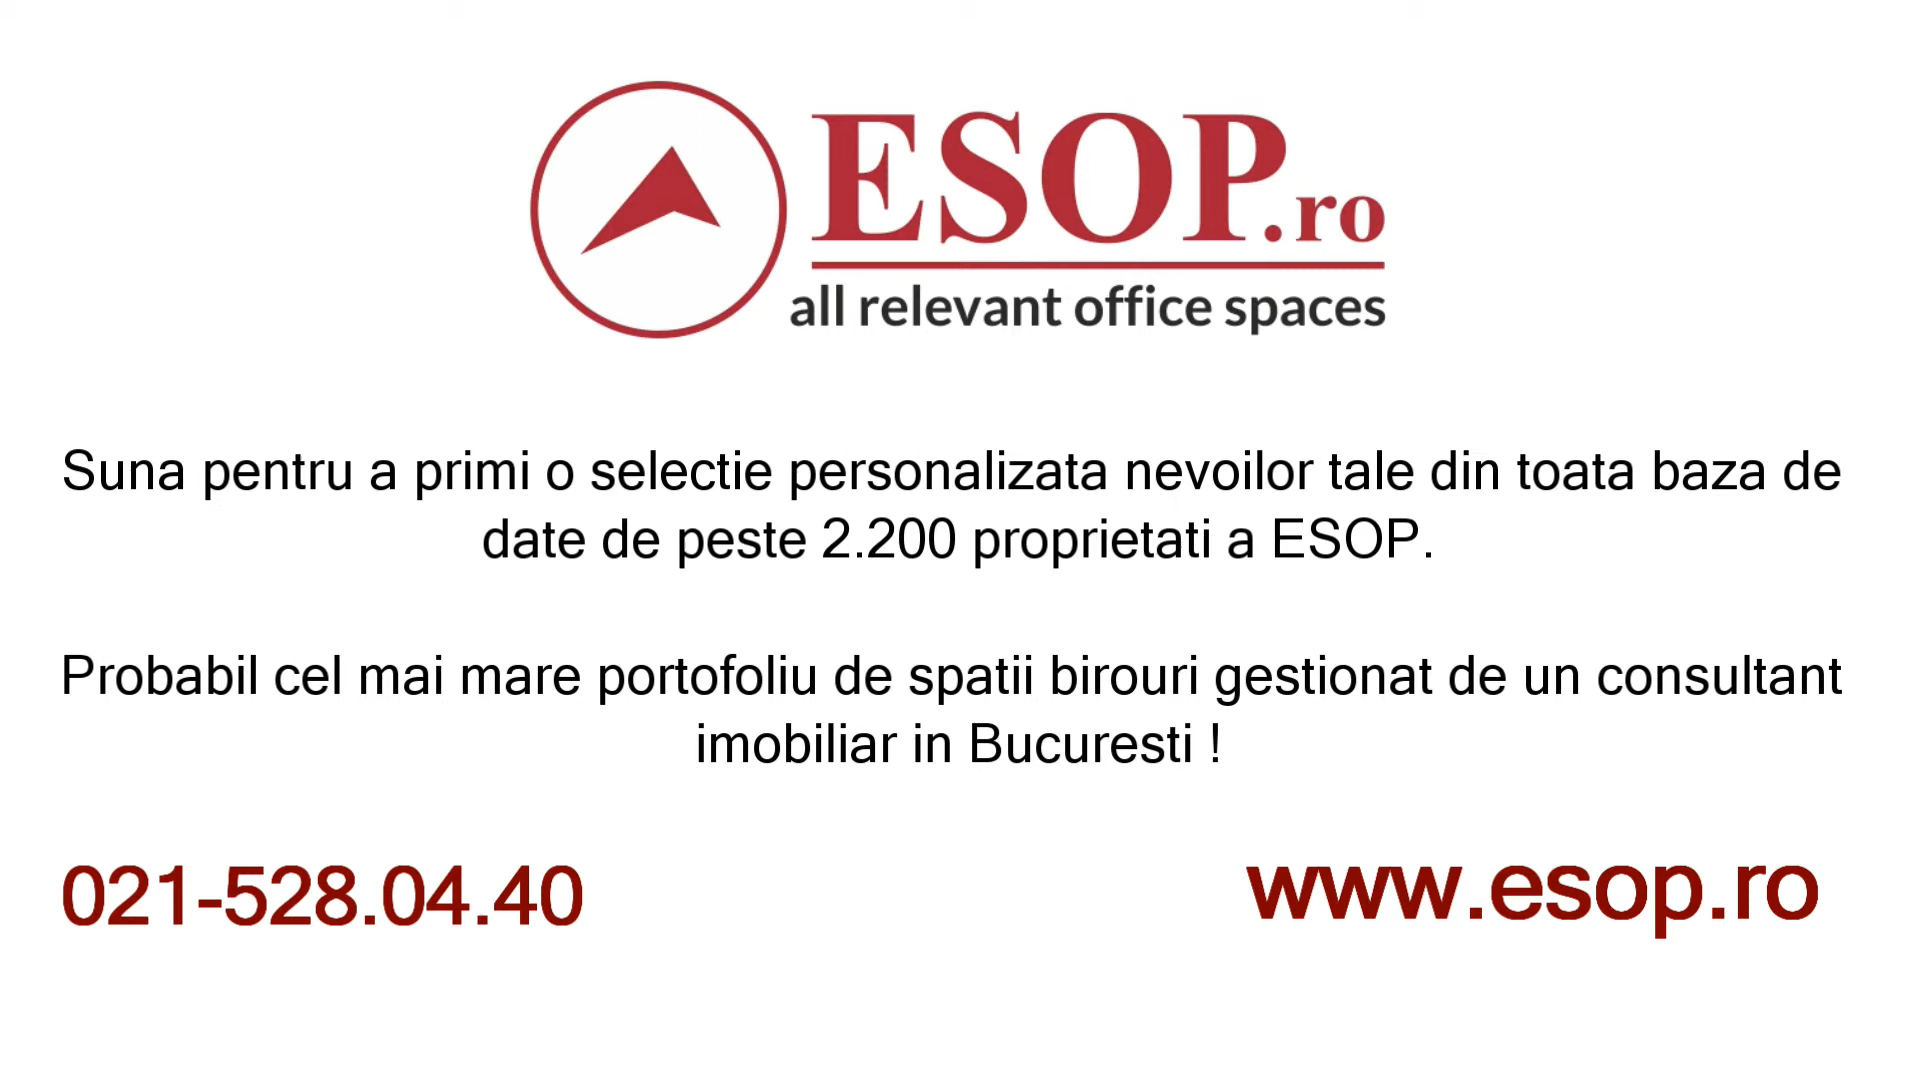 ESOP.ro
all relevant office spaces
Suna pentru a primi o selectie personalizata nevoilor tale din toata baza de
date de peste 2.200 proprietati a ESOP.
Probabil cel mai mare portofoliu de spatii birouri gestionat de un consultant
imobiliar in Bucuresti !
021-528.04.40
www.esop.ro